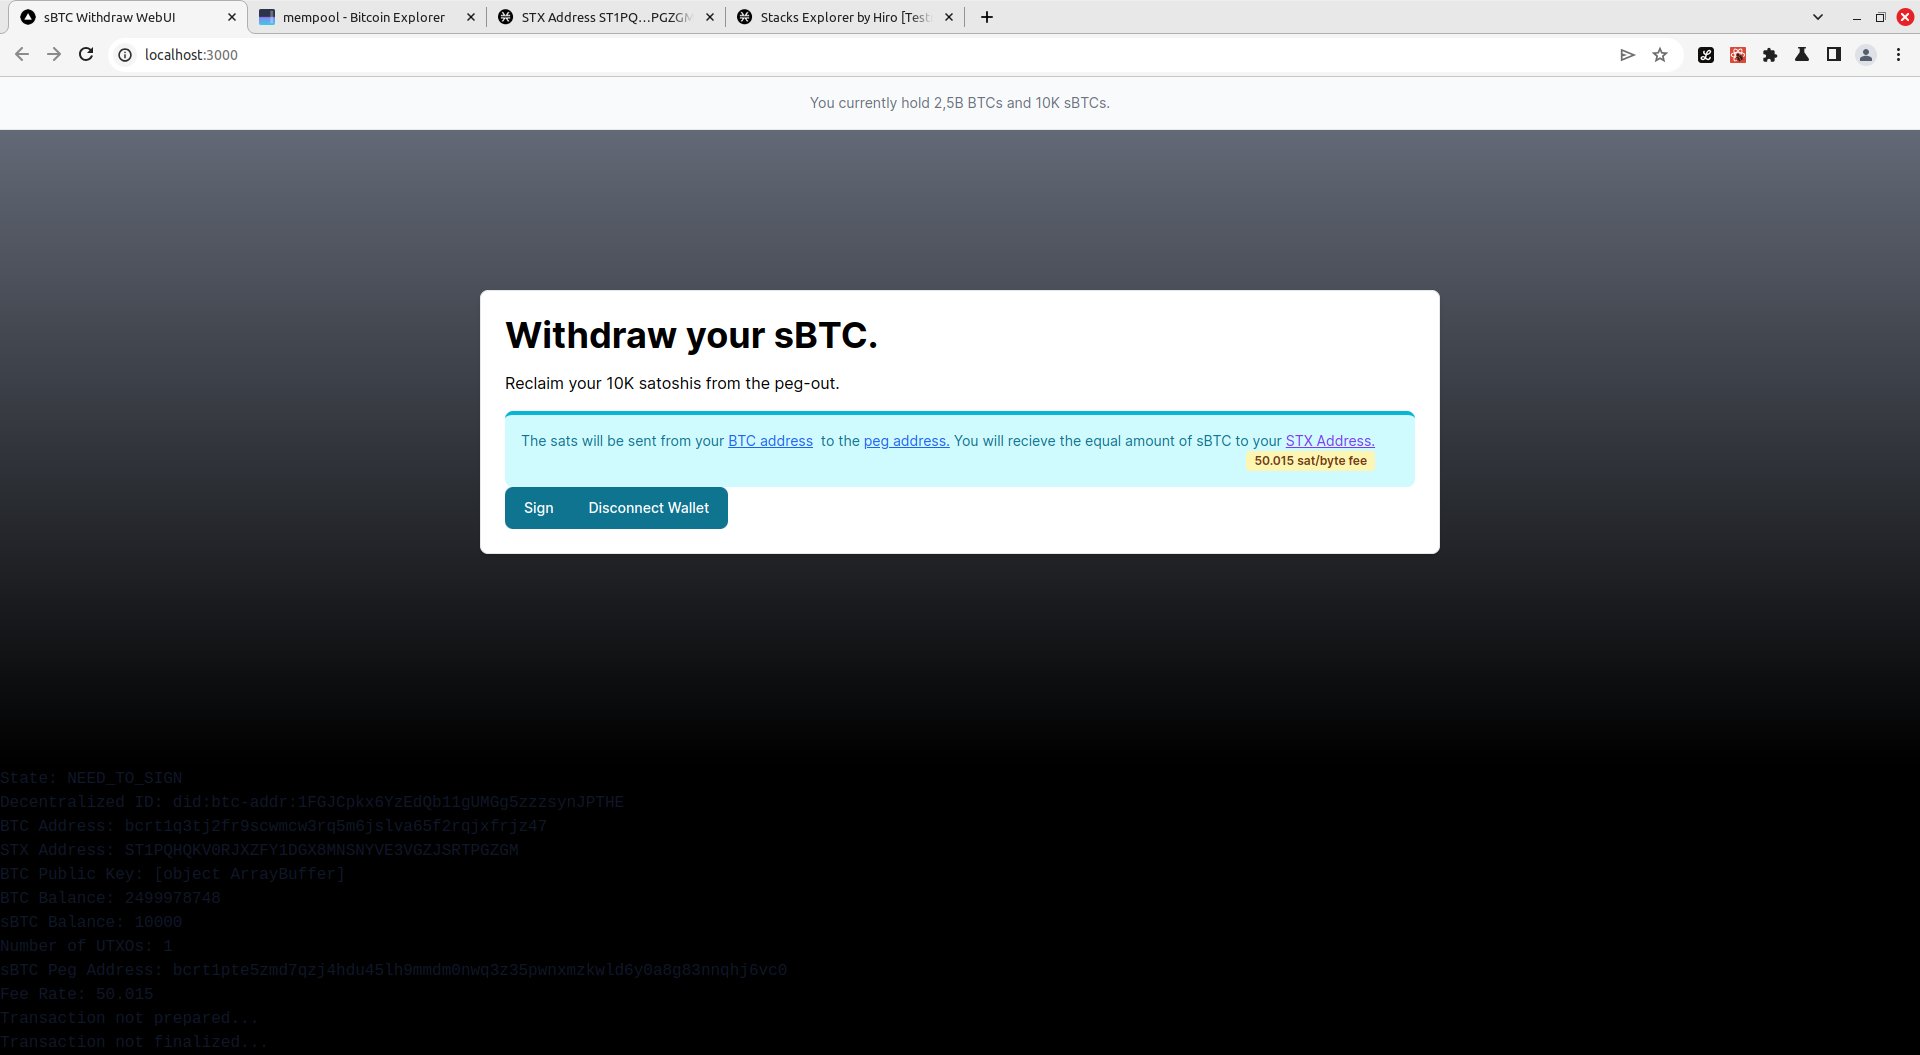 sBTC Withdraw WebUI
mempool - Bitcoin Explorer
STX Address ST1PQ...PGZGM
Stacks Explorer by Hiro [Test
localhost:3000
You currently hold 2,5B BTCs and 10K sBTCs.
Withdraw your sBTC.
Reclaim your 10K satoshis from the peg-out.
The sats will be sent from your BTC address to the peg address. You will recieve the equal amount of sBTC to your STX Address.
50.015 sat/byte fee
Sign
Disconnect Wallet
State: NEED_TO_SIGN
Decentralized ID: did:btc-addr:1FGJCpkx6YzEdQb11gUMGg5zzzsynJPTHE
BTC Address: bcrt1q3tj2fr9scwmcw3rq5m6jslva65f2rqjxfrjz47
STX Address: ST1PQHQKV0RJXZFY1DGX8MNSNYVE3VGZJSRTPGZGM
BTC Public Key: [object ArrayBuffer]
BTC Balance: 2499978748
sBTC Balance: 10000
Number of UTXOs: 1
sBTC Peg Address: bcrt1pte5zmd7qzj4hdu45lh9mmdm0nwq3z35pwnxmzkwld6y0a8g83nnqhj6vc0
Fee Rate: 50.015
Transaction not prepared...
Transaction not finalized...